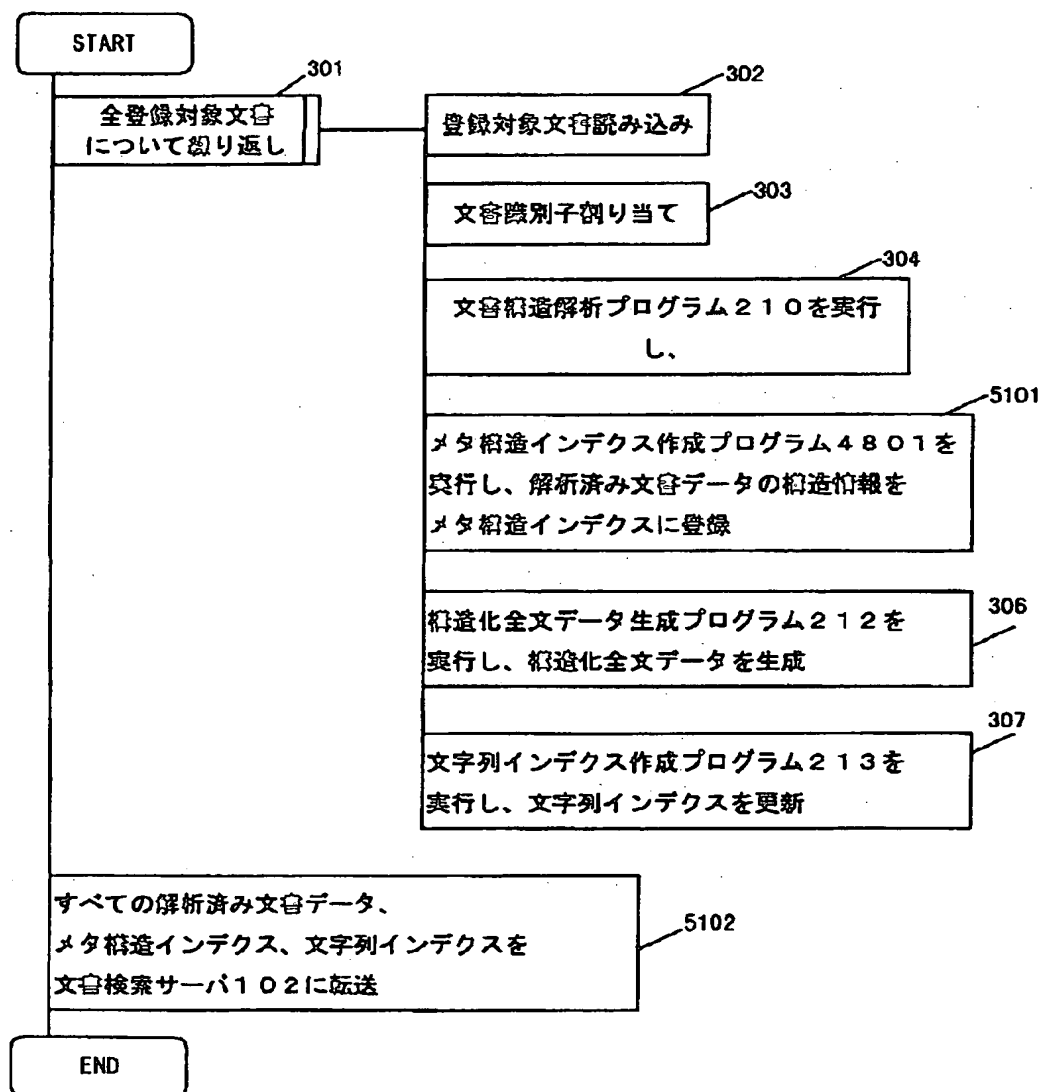 START
301
全登録対象文書
について繰り返し
302
登録対象文書読み込み
303
文書識別子割り当て
304
文書構造解析プログラム210を実行
し、
5101
メタ構造インデクス作成プログラム4801を
実行し、解析済み文書データの構造情報を
メタ構造インデクスに登録
306
構造化全文データ生成プログラム212を
実行し、構造化全文データを生成
307
文字列インデクス作成プログラム213を
実行し、文字列インデクスを更新
すべての解析済み文書データ、
メタ構造インデクス、文字列インデクスを
文書検索サーバ102に転送
5102
END